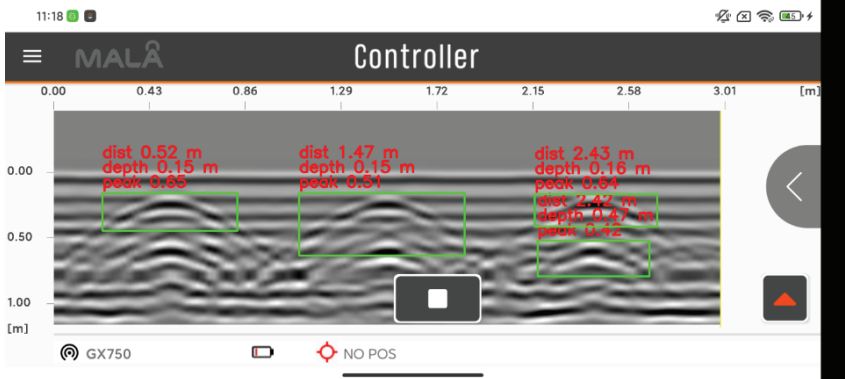 11:18
45
MALÅ
Controller
0.00 0.43 0.86 1.29 1.72 2.15 2.58 3.01 [m]
dist 0.52 m
depth 0.15 m
peak 0.65
dist 1.47 m
depth 0.15 m
peak 0.51
dist 2.43 m
depth 0.16 m
peak 0.64
dist 2.42 m
depth 0.47 m
peak 0.42
0.00
0.50
1.00
[m]
GX750
NO POS